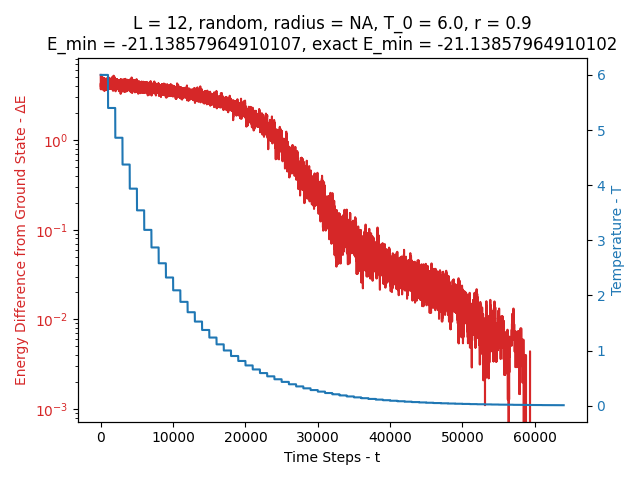 L = 12, random, radius = NA, T_0 = 6.0, r = 0.9
E_min = -21.13857964910107, exact E_min = -21.13857964910102
Energy Difference from Ground State - ΔE
10⁰
10⁻¹
10⁻²
10⁻³
6
5
4
3
2
1
0
Temperature - T
0 10000 20000 30000 40000 50000 60000
Time Steps - t